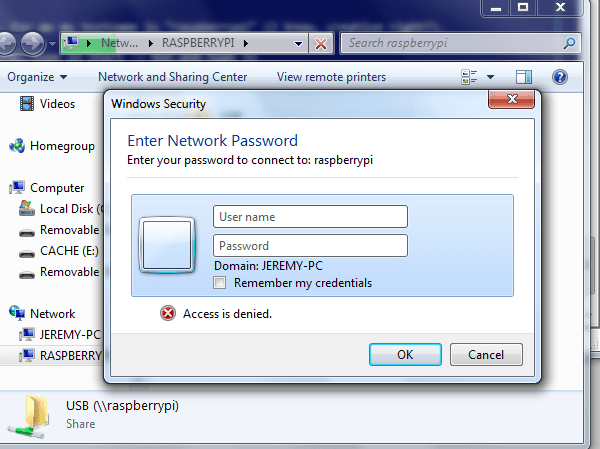 Netw...
RASPBERRYPI
Search raspberrypi
Organize
Network and Sharing Center
View remote printers
Videos
Homegroup
Computer
Local Disk (
Removable
CACHE (E:)
Removable
Network
JEREMY-PC
RASPBERRY
Windows Security
Enter Network Password
Enter your password to connect to: raspberrypi
User name
Password
Domain: JEREMY-PC
Remember my credentials
Access is denied.
OK
Cancel
USB (\\raspberrypi)
Share